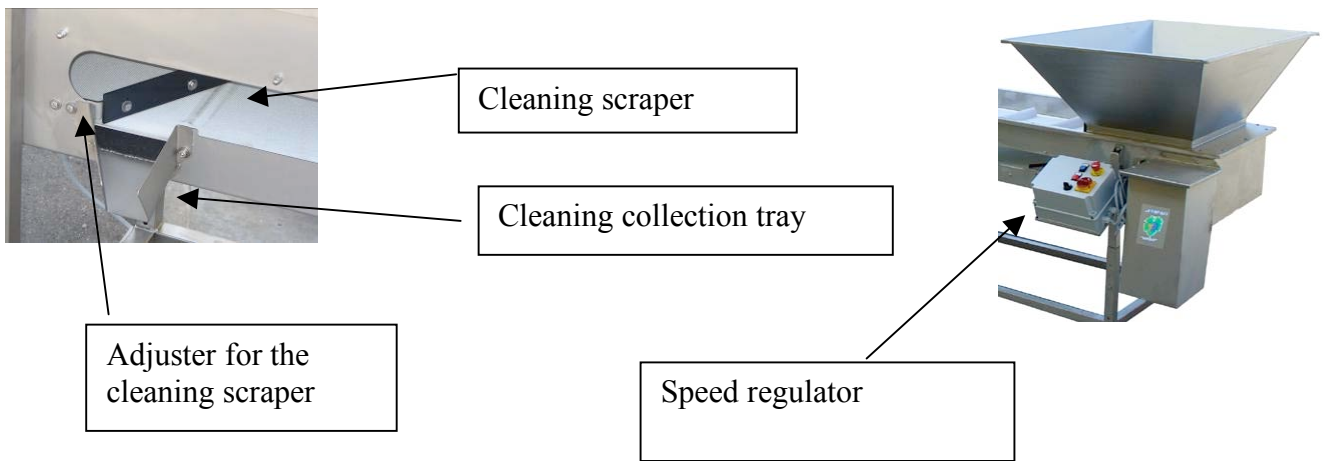 Cleaning scraper
Cleaning collection tray
Adjuster for the
cleaning scraper
Speed regulator